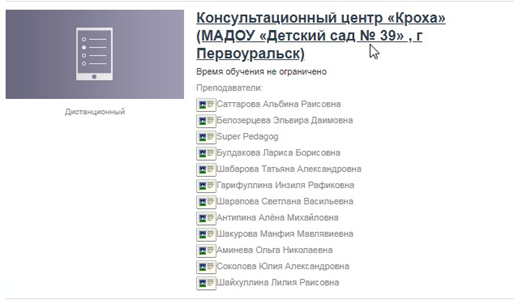 Консультационный центр «Кроха»
(МАДОУ «Детский сад № 39» , г
Первоуральск)
Время обучения не ограничено
Преподаватели:
Дистанционный
Саттарова Альбина Раисовна
Белозерцева Эльвира Даимовна
Super Pedagog
Булдакова Лариса Борисовна
Шабарова Татьяна Александровна
Гарифуллина Инзиля Рафиковна
Шарапова Светлана Васильевна
Антипина Алёна Михайловна
Шакурова Манфия Мавлявиевна
Аминева Ольга Николаевна
Соколова Юлия Александровна
Шайхуллина Лилия Раисовна